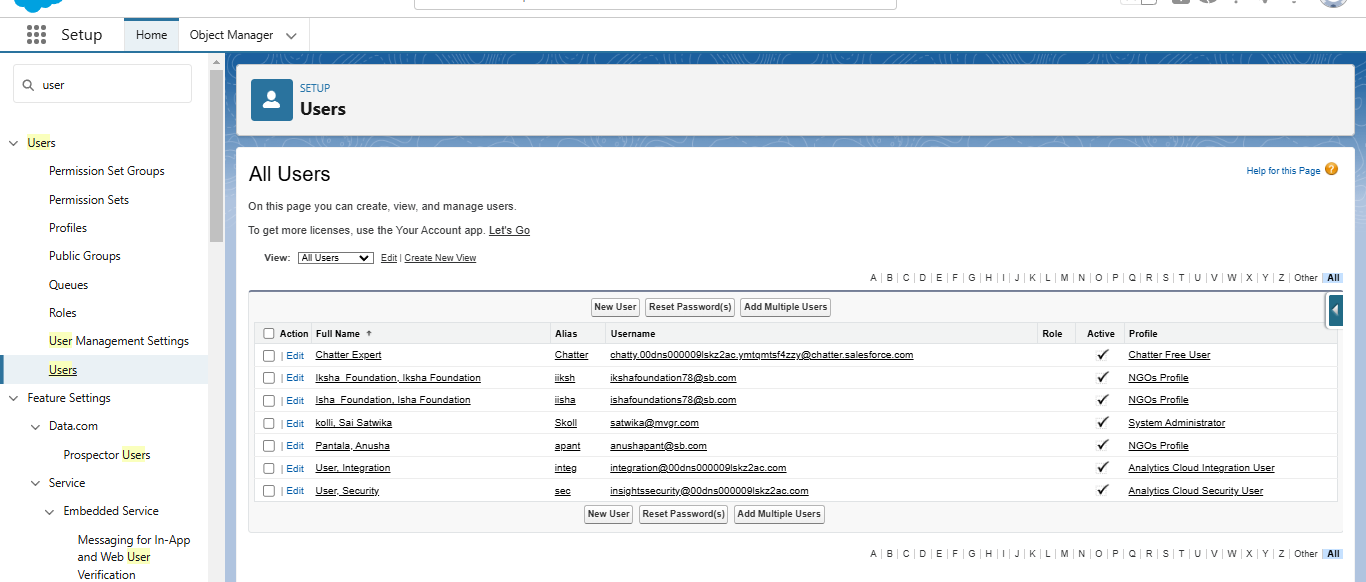 Setup Home Object Manager
user
Users
Permission Set Groups
Permission Sets
Profiles
Public Groups
Queues
Roles
User Management Settings
Users
Feature Settings
Data.com
Prospector Users
Service
Embedded Service
Messaging for In-App
and Web User
Verification
SETUP
Users
All Users
Help for this Page ?
On this page you can create, view, and manage users.
To get more licenses, use the Your Account app. Let's Go
View: All Users Edit | Create New View
A | B | C | D | E | F | G | H | I | J | K | L | M | N | O | P | Q | R | S | T | U | V | W | X | Y | Z | Other All
New User Reset Password(s) Add Multiple Users
Action Full Name ↑ Alias Username Role Active Profile
| Edit Chatter Expert Chatter chatty.00dns000009lskz2ac.ymtqmtsf4zzy@chatter.salesforce.com ✓ Chatter Free User
| Edit Iksha_Foundation, Iksha Foundation iiksh ikshafoundation78@sb.com ✓ NGOs Profile
| Edit Isha_Foundation, Isha Foundation iisha ishafoundations78@sb.com ✓ NGOs Profile
| Edit kolli, Sai Satwika Skoll satwika@mvgr.com ✓ System Administrator
| Edit Pantala, Anusha apant anushapant@sb.com ✓ NGOs Profile
| Edit User, Integration integ integration@00dns000009lskz2ac.com ✓ Analytics Cloud Integration User
| Edit User, Security sec insightssecurity@00dns000009lskz2ac.com ✓ Analytics Cloud Security User
New User Reset Password(s) Add Multiple Users
A | B | C | D | E | F | G | H | I | J | K | L | M | N | O | P | Q | R | S | T | U | V | W | X | Y | Z | Other All